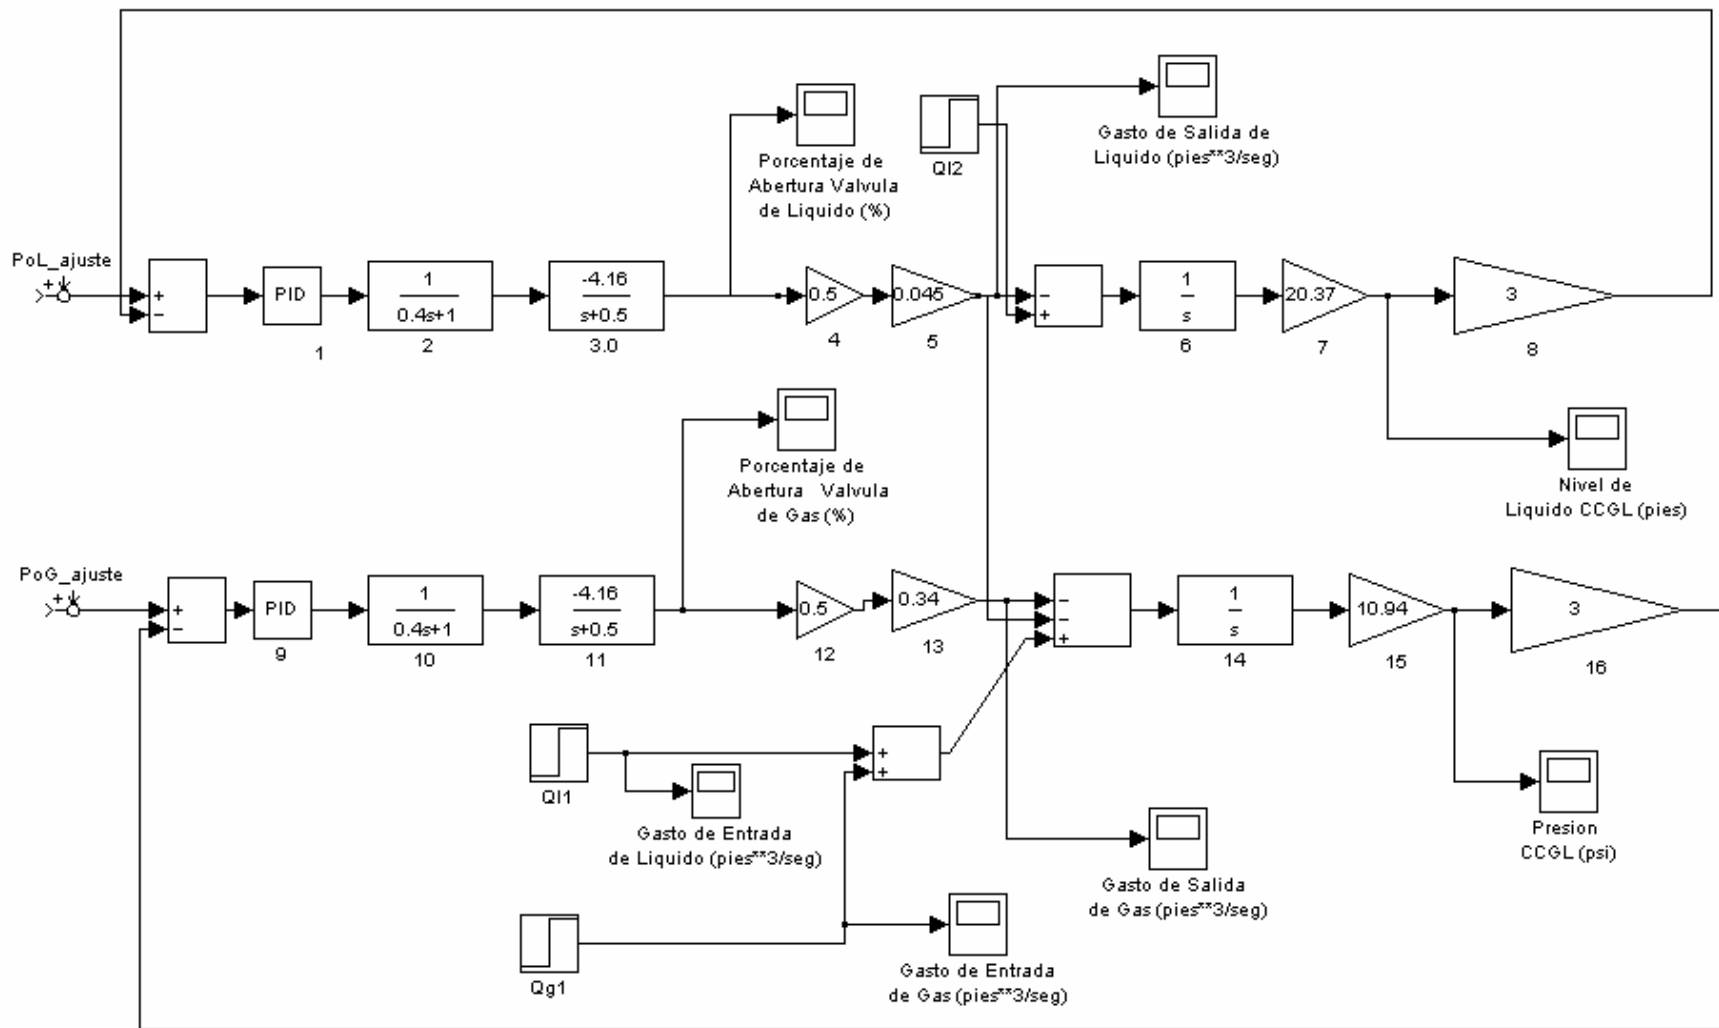 Gasto de Salida de
Liquido (pies**3/seg)
Ql2
Porcentaje de
Abertura Valvula
de Liquido (%)
PoL_ajuste
+
+
−
PID
1
0.4s+1
-4.16
s+0.5
0.5
0.045
−
+
1
s
20.37
3
1
2
3.0
4
5
6
7
8
Nivel de
Liquido CCGL (pies)
Porcentaje de
Abertura Valvula
de Gas (%)
PoG_ajuste
+
+
−
PID
1
0.4s+1
-4.16
s+0.5
0.5
0.34
−
−
+
1
s
10.94
3
9
10
11
12
13
14
15
16
Ql1
+
+
Gasto de Entrada
de Liquido (pies**3/seg)
Presion
CCGL (psi)
Gasto de Salida
de Gas (pies**3/seg)
Qg1
Gasto de Entrada
de Gas (pies**3/seg)